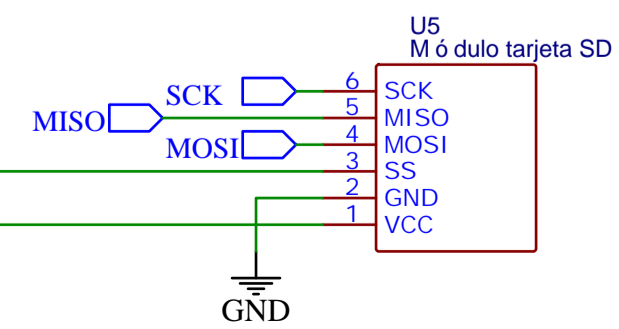 U5
M ó dulo tarjeta SD
SCK 6 SCK
MISO 5 MISO
MOSI 4 MOSI
3 SS
2 GND
1 VCC
GND